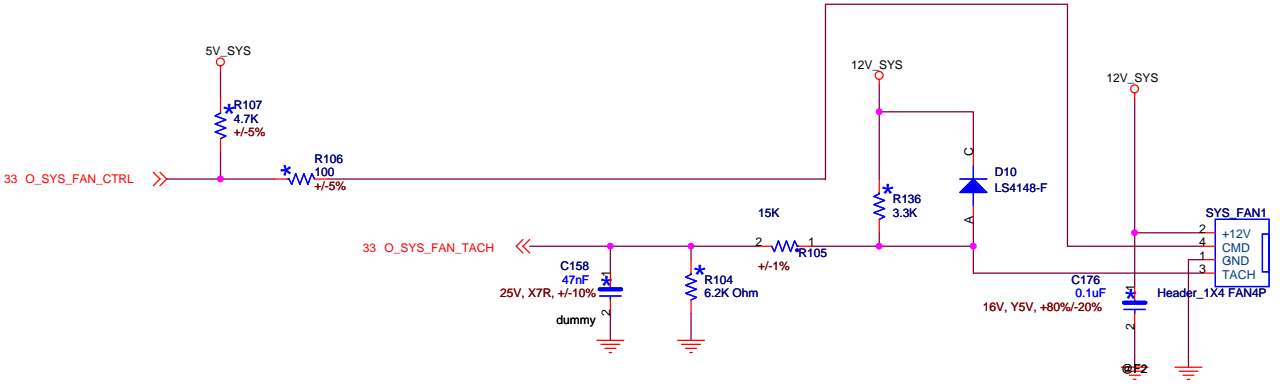 5V_SYS
R107
4.7K
+/-5%
33 O_SYS_FAN_CTRL
R106
100
+/-5%
12V_SYS
12V_SYS
C
D10
LS4148-F
A
R136
3.3K
15K
2
1
R105
+/-1%
33 O_SYS_FAN_TACH
C158
47nF
25V, X7R, +/-10%
1
2
dummy
R104
6.2K Ohm
SYS_FAN1
2 +12V
4 CMD
1 GND
3 TACH
Header_1X4 FAN4P
C176
0.1uF
16V, Y5V, +80%/-20%
1
2
@F2